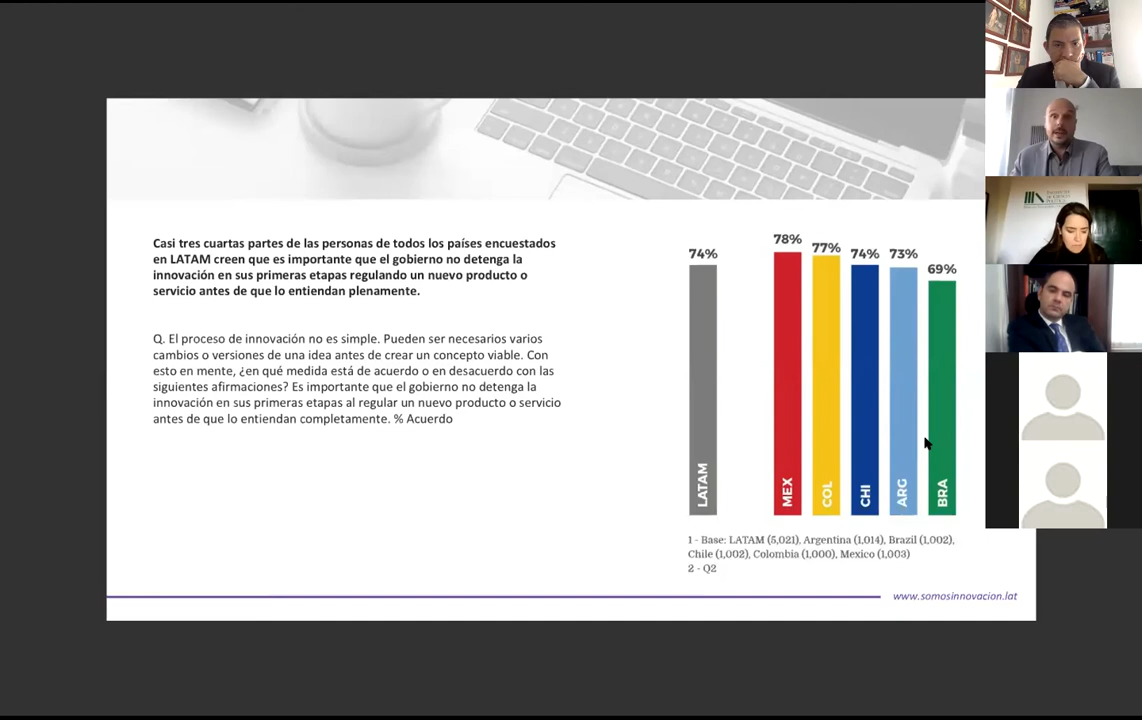 Casi tres cuartas partes de las personas de todos los países encuestados
en LATAM creen que es importante que el gobierno no detenga la
innovación en sus primeras etapas regulando un nuevo producto o
servicio antes de que lo entiendan plenamente.
Q. El proceso de innovación no es simple. Pueden ser necesarios varios
cambios o versiones de una idea antes de crear un concepto viable. Con
esto en mente, ¿en qué medida está de acuerdo o en desacuerdo con las
siguientes afirmaciones? Es importante que el gobierno no detenga la
innovación en sus primeras etapas al regular un nuevo producto o servicio
antes de que lo entiendan completamente. % Acuerdo
74%
78%
77%
74%
73%
69%
LATAM
MEX
COL
CHI
ARG
BRA
1 - Base: LATAM (5,021), Argentina (1,014), Brazil (1,002),
Chile (1,002), Colombia (1,000), Mexico (1,003)
2 - Q2
www.somosinnovacion.lat